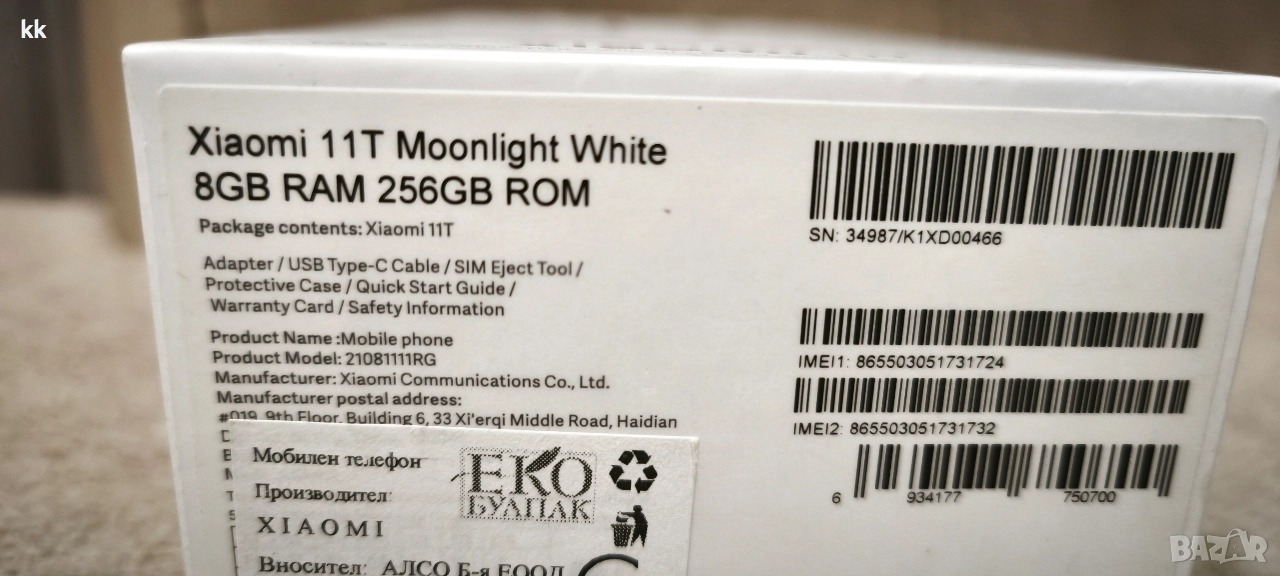 kk
Xiaomi 11T Moonlight White
8GB RAM 256GB ROM
Package contents: Xiaomi 11T
Adapter / USB Type-C Cable / SIM Eject Tool /
Protective Case / Quick Start Guide /
Warranty Card / Safety Information
Product Name :Mobile phone
Product Model: 21081111RG
Manufacturer: Xiaomi Communications Co., Ltd.
Manufacturer postal address:
#019, 9th Floor, Building 6, 33 Xi'erqi Middle Road, Haidian
SN: 34987/K1XD00466
IMEI1: 865503051731724
IMEI2: 865503051731732
6 934177 750700
Мобилен телефон
Производител:
XIAOMI
Вносител: АЛСО Б-я ЕООД
ЕКО
БУЛПАК
BAZAR